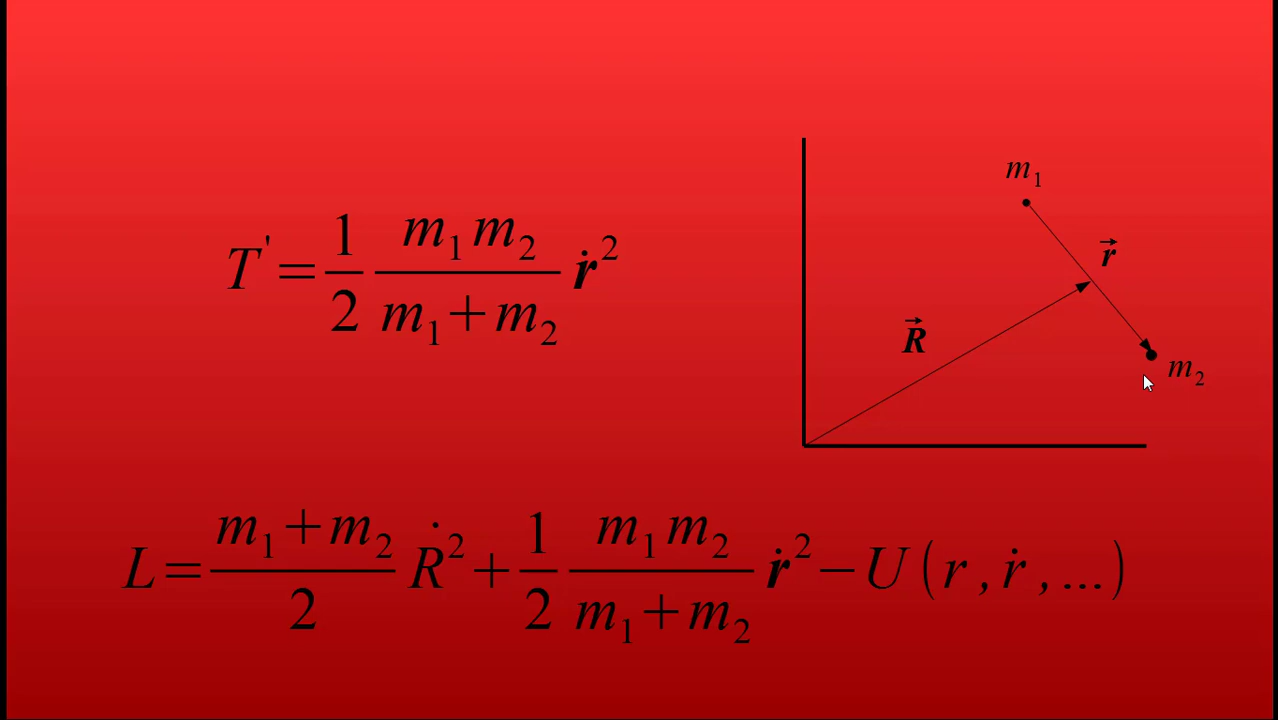 m₁
T' = 1/2 m₁m₂/(m₁+m₂) ṙ²
r⃗
R⃗
m₂
L = (m₁+m₂)/2 Ṙ² + 1/2 m₁m₂/(m₁+m₂) ṙ² − U(r, ṙ, ...)